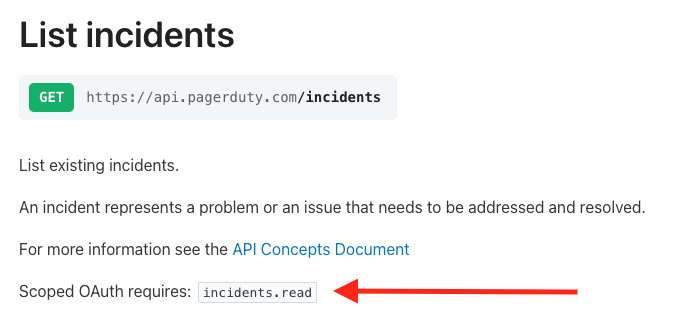 List incidents
GET https://api.pagerduty.com/incidents
List existing incidents.
An incident represents a problem or an issue that needs to be addressed and resolved.
For more information see the API Concepts Document
Scoped OAuth requires: incidents.read